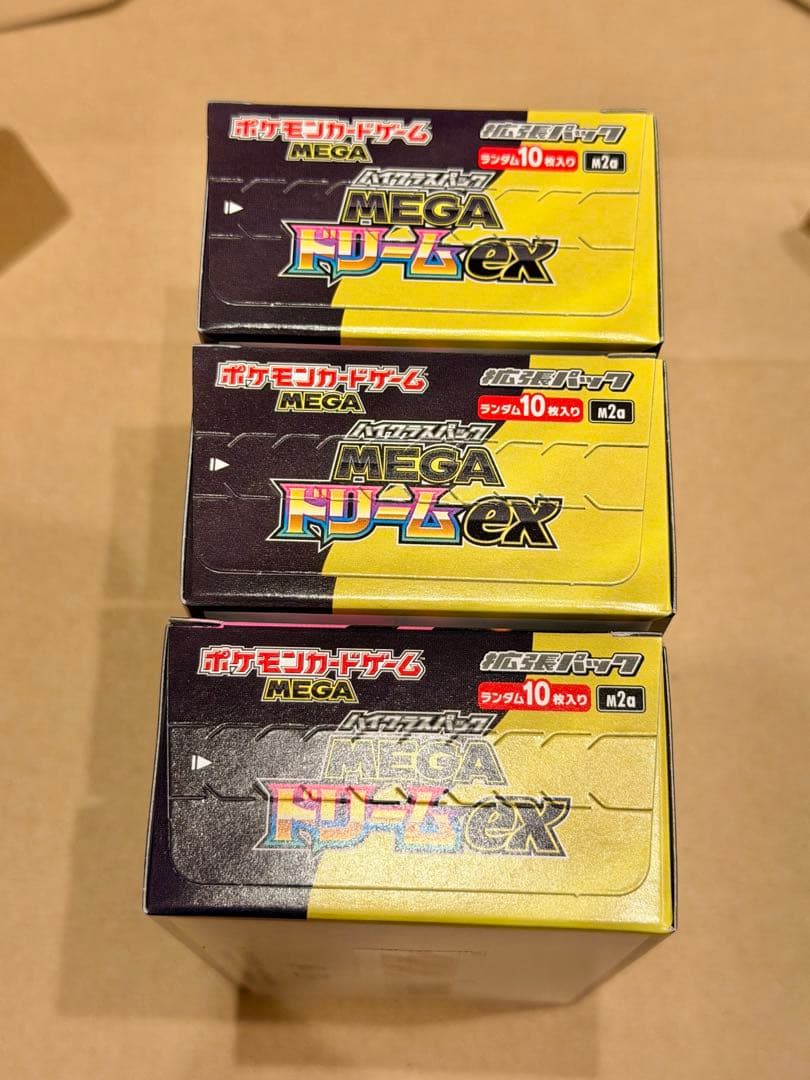 ポケモンカードゲーム
MEGA
拡張パック
ランダム10枚入り M2a
ハイクラスパック
MEGA
ドリームex
ポケモンカードゲーム
MEGA
拡張パック
ランダム10枚入り M2a
ハイクラスパック
MEGA
ドリームex
ポケモンカードゲーム
MEGA
拡張パック
ランダム10枚入り M2a
ハイクラスパック
MEGA
ドリームex